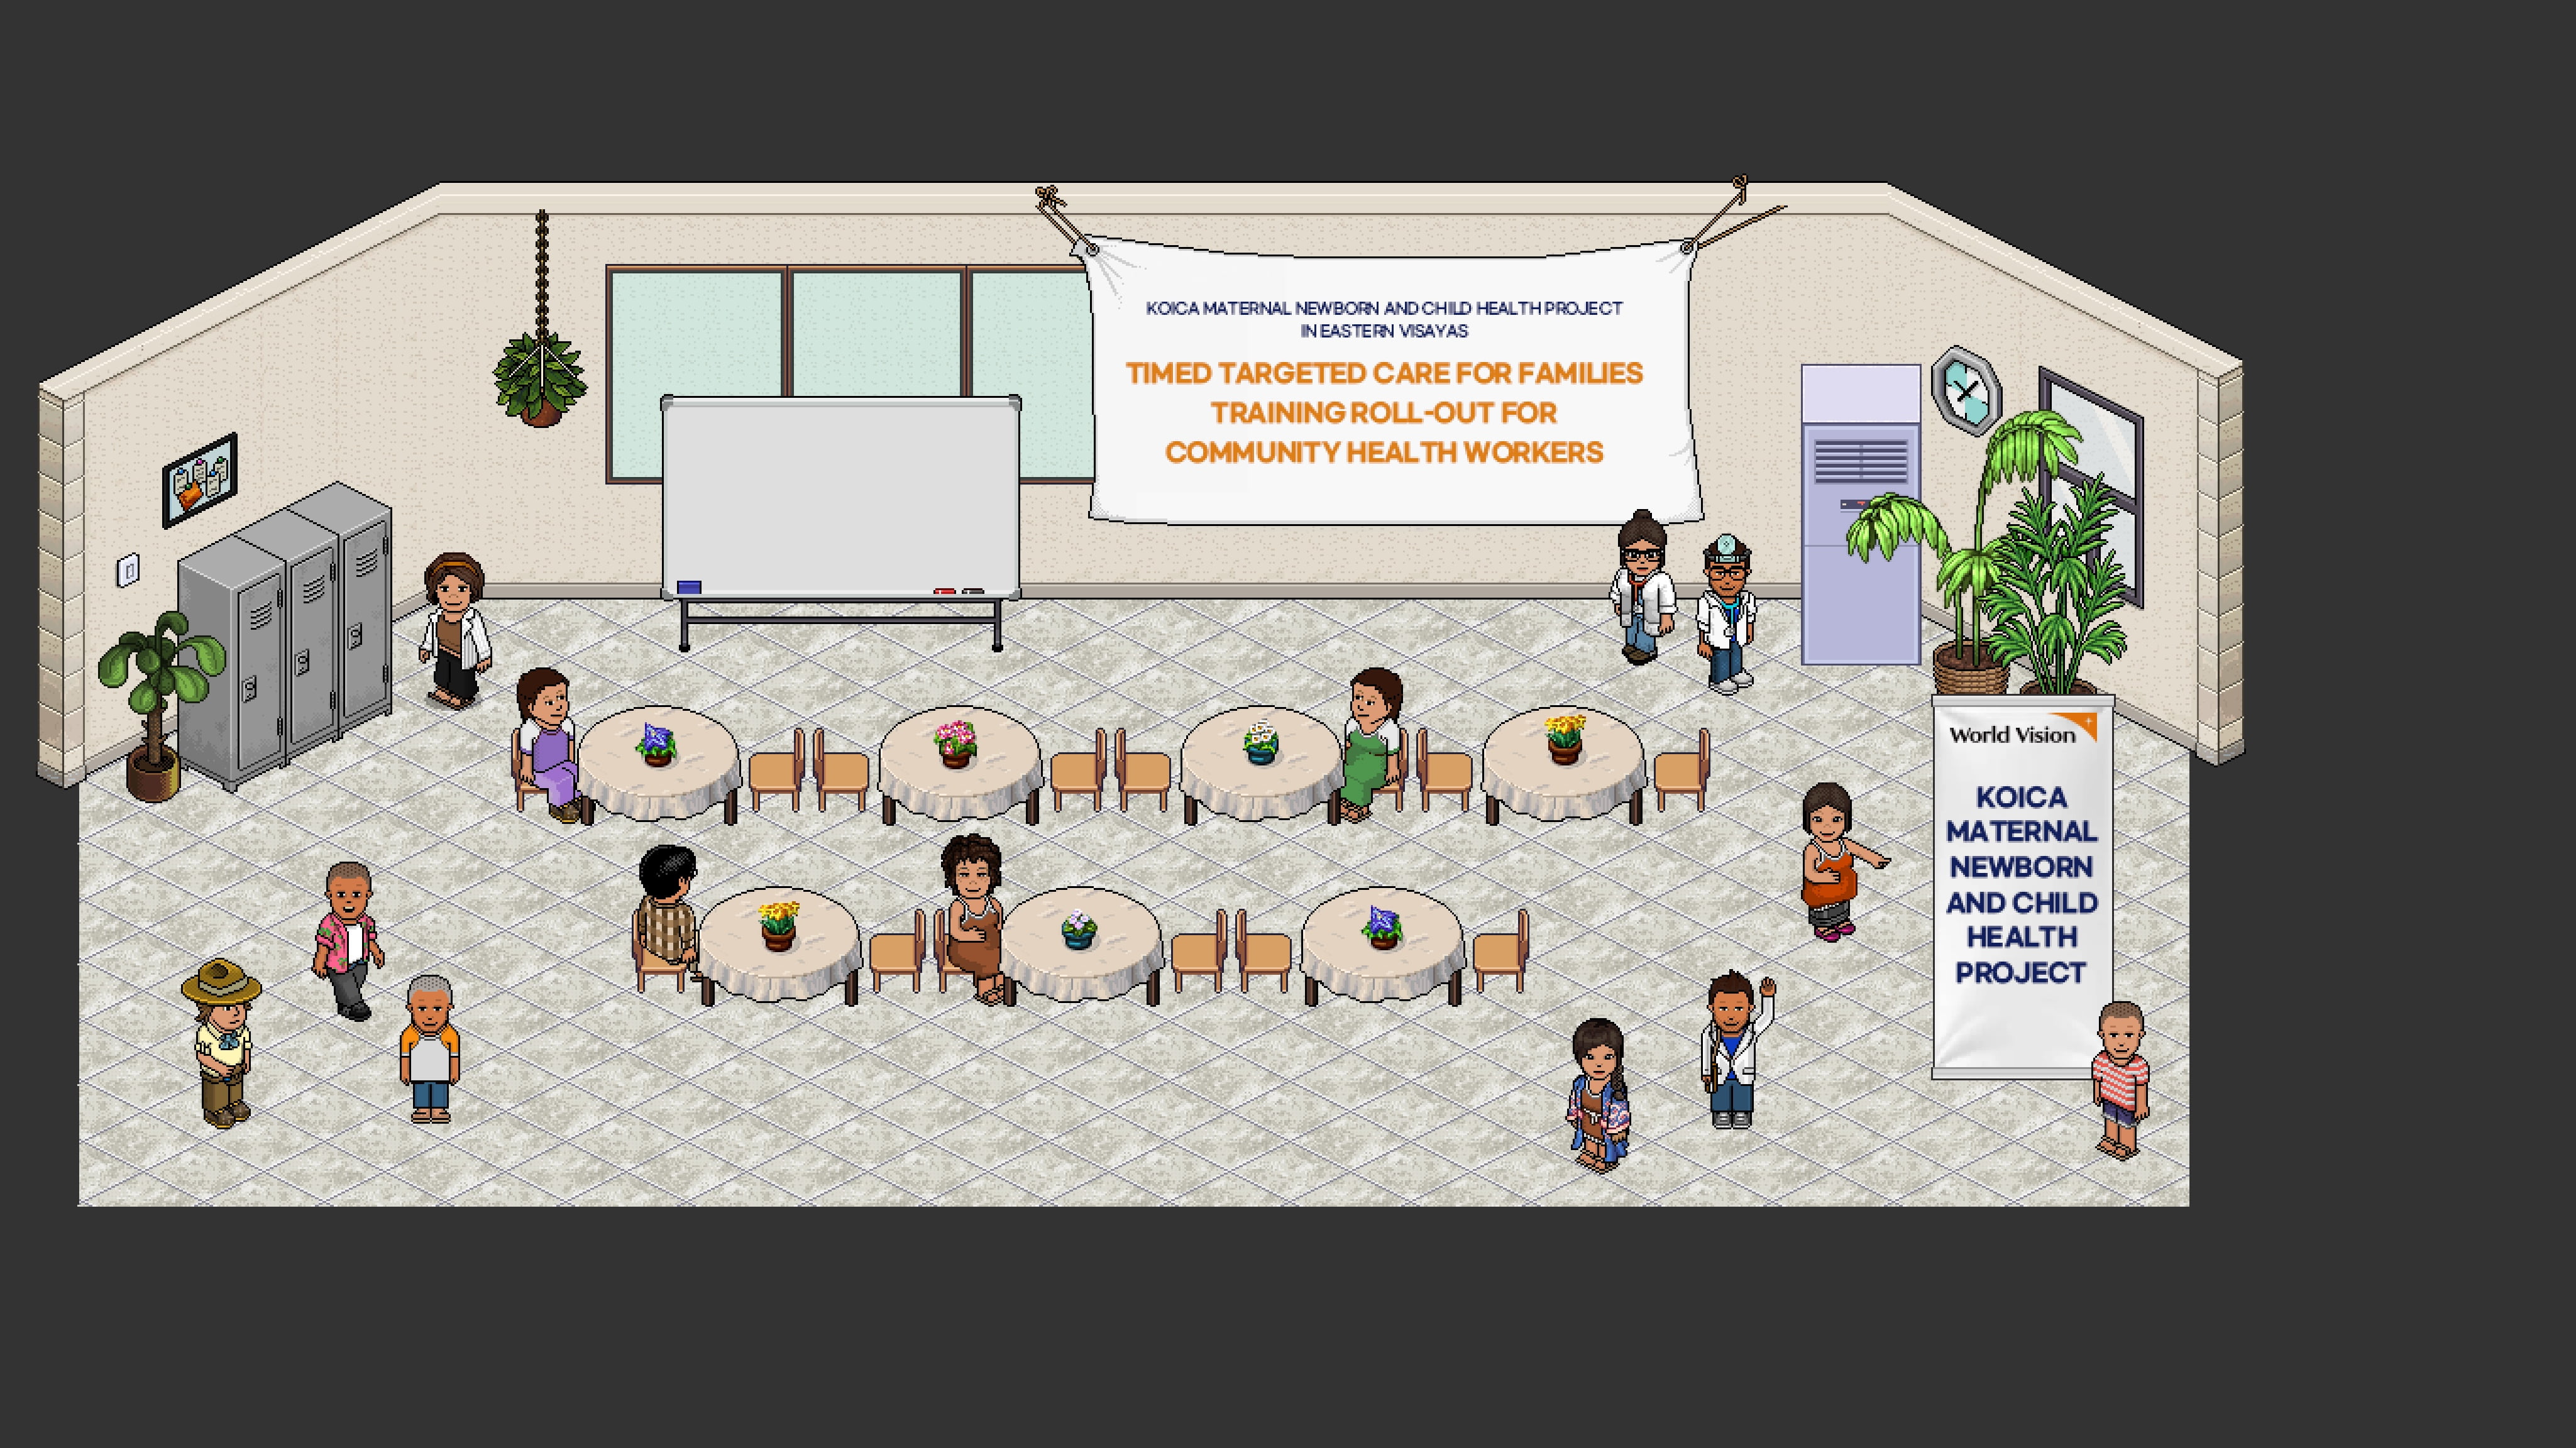 KOICA MATERNAL NEWBORN AND CHILD HEALTH PROJECT
IN EASTERN VISAYAS
TIMED TARGETED CARE FOR FAMILIES
TRAINING ROLL-OUT FOR
COMMUNITY HEALTH WORKERS
World Vision
KOICA
MATERNAL
NEWBORN
AND CHILD
HEALTH
PROJECT